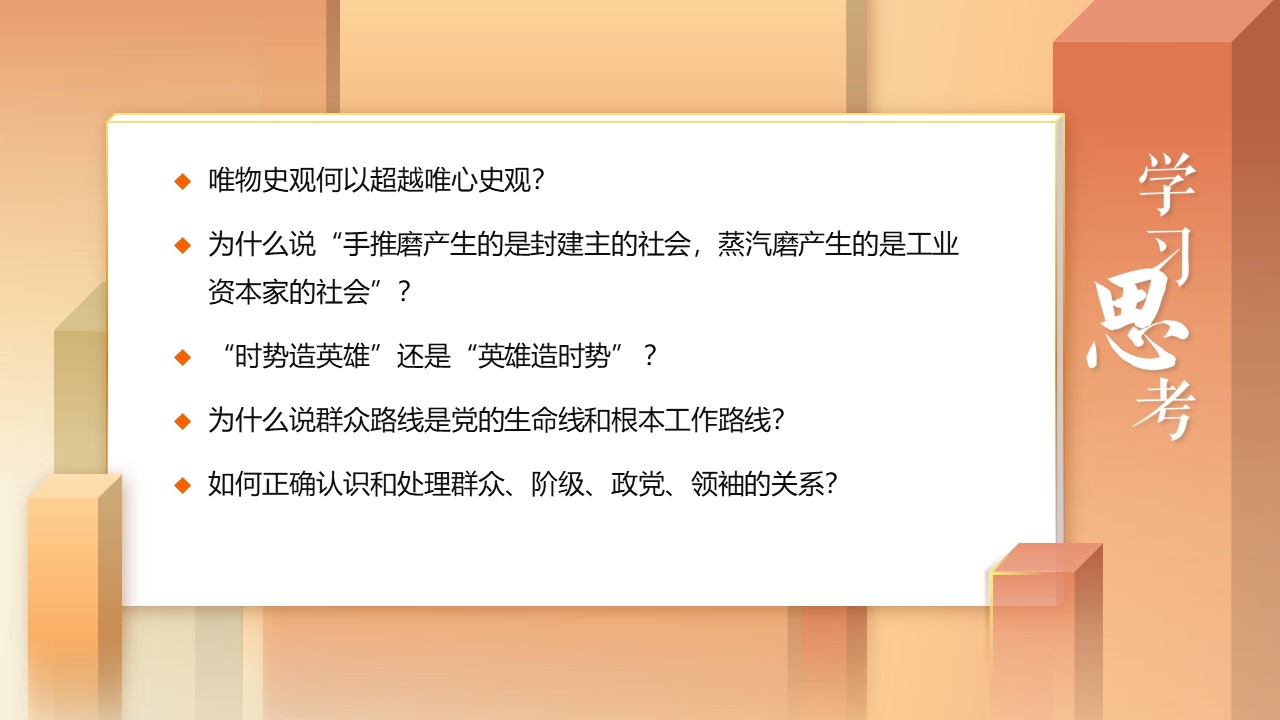 唯物史观何以超越唯心史观？
为什么说“手推磨产生的是封建主的社会，蒸汽磨产生的是工业
资本家的社会”？
“时势造英雄”还是“英雄造时势”？
为什么说群众路线是党的生命线和根本工作路线？
如何正确认识和处理群众、阶级、政党、领袖的关系？
学习思考